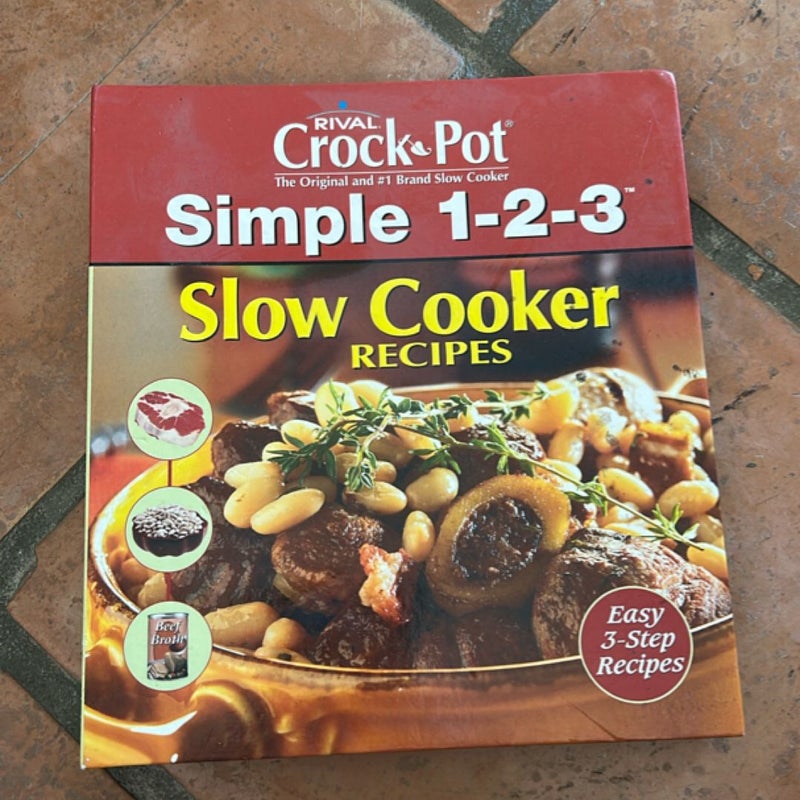 RIVAL
Crock-Pot®
The Original and #1 Brand Slow Cooker
Simple 1-2-3™
Slow Cooker
RECIPES
Beef
Broth
Easy
3-Step
Recipes